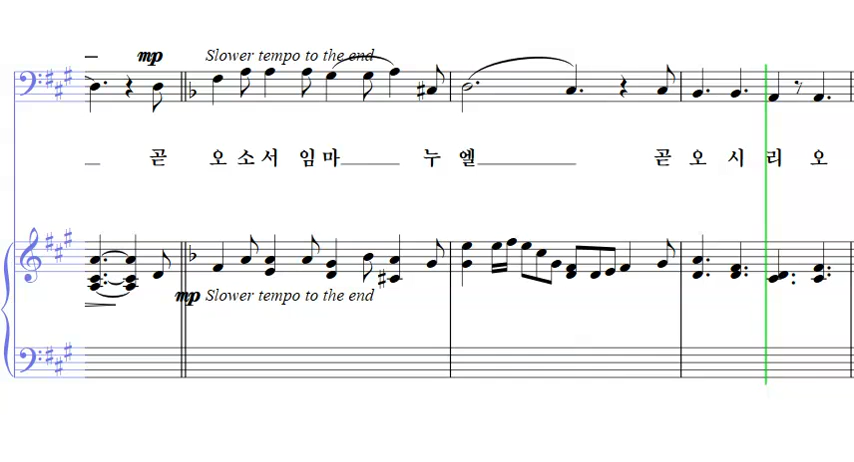 mp Slower tempo to the end
곧 오 소 서 임 마 누 엘 곧 오 시 리 오
mp Slower tempo to the end